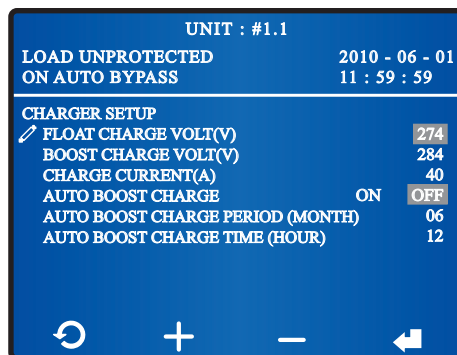 UNIT : #1.1
LOAD UNPROTECTED 2010 - 06 - 01
ON AUTO BYPASS 11 : 59 : 59
CHARGER SETUP
FLOAT CHARGE VOLT(V) 274
BOOST CHARGE VOLT(V) 284
CHARGE CURRENT(A) 40
AUTO BOOST CHARGE ON OFF
AUTO BOOST CHARGE PERIOD (MONTH) 06
AUTO BOOST CHARGE TIME (HOUR) 12